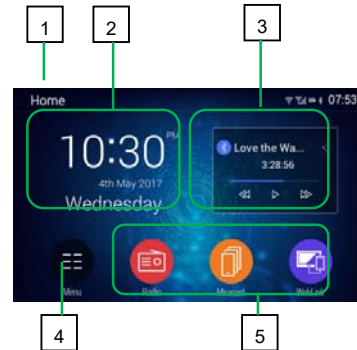 1
2
3
Home
07:53
10:30 PM
Love the Wa...
3:28:56
4th May 2017
Wednesday
Menu
Radio
WebLink
4
5